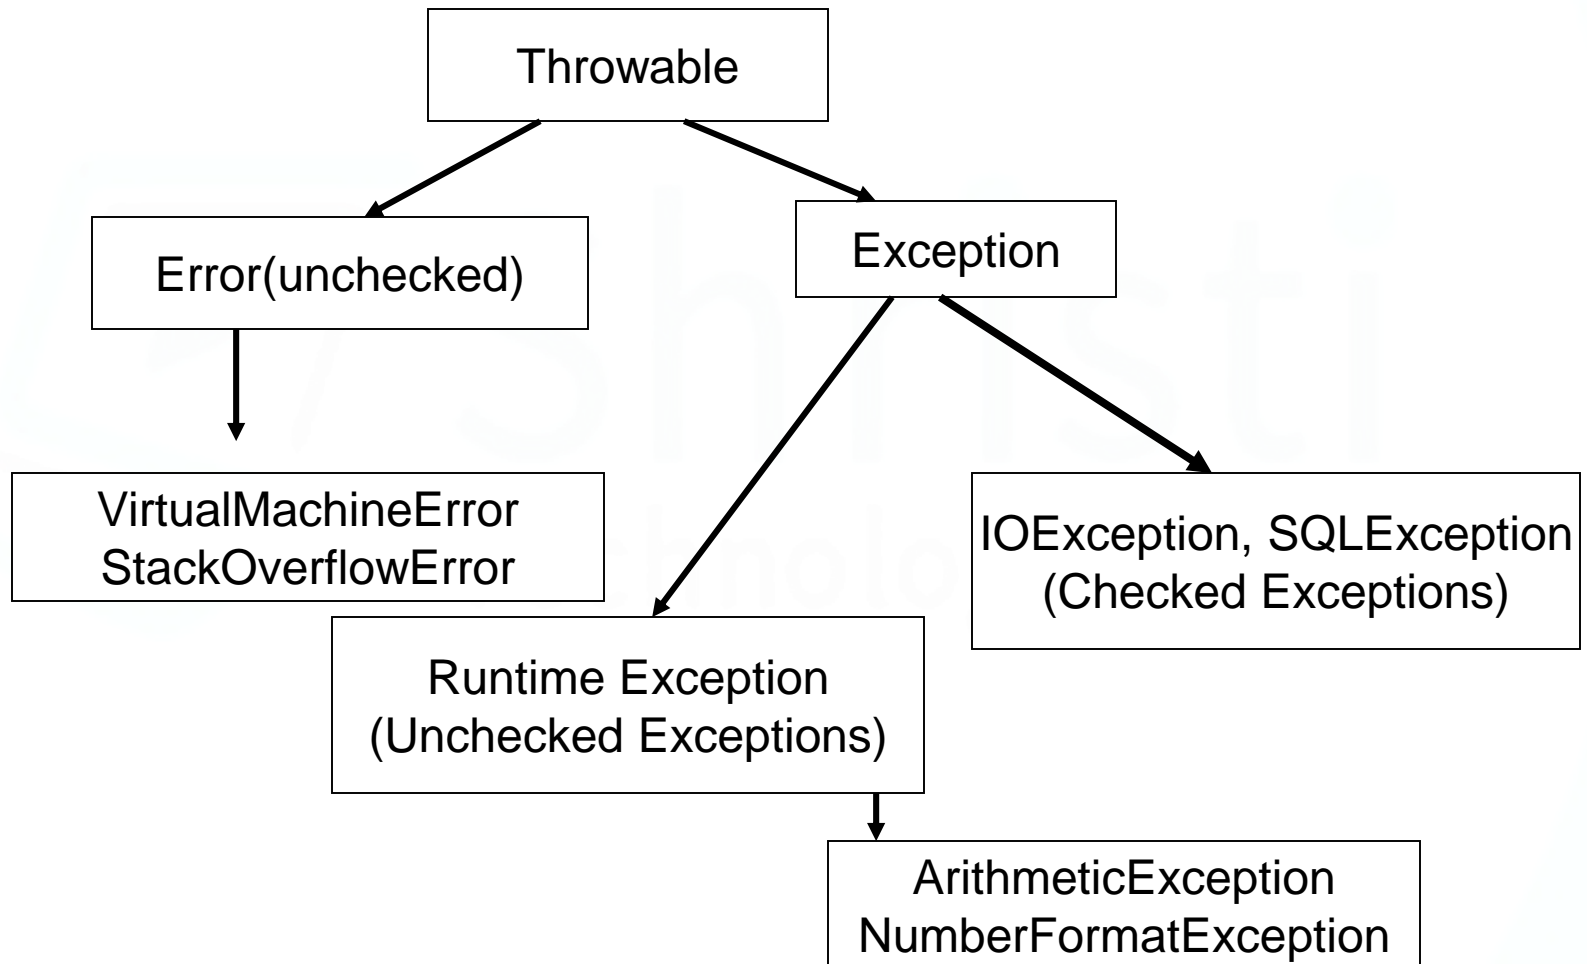 Throwable
Error(unchecked)
Exception
VirtualMachineError
StackOverflowError
IOException, SQLException
(Checked Exceptions)
Runtime Exception
(Unchecked Exceptions)
ArithmeticException
NumberFormatException